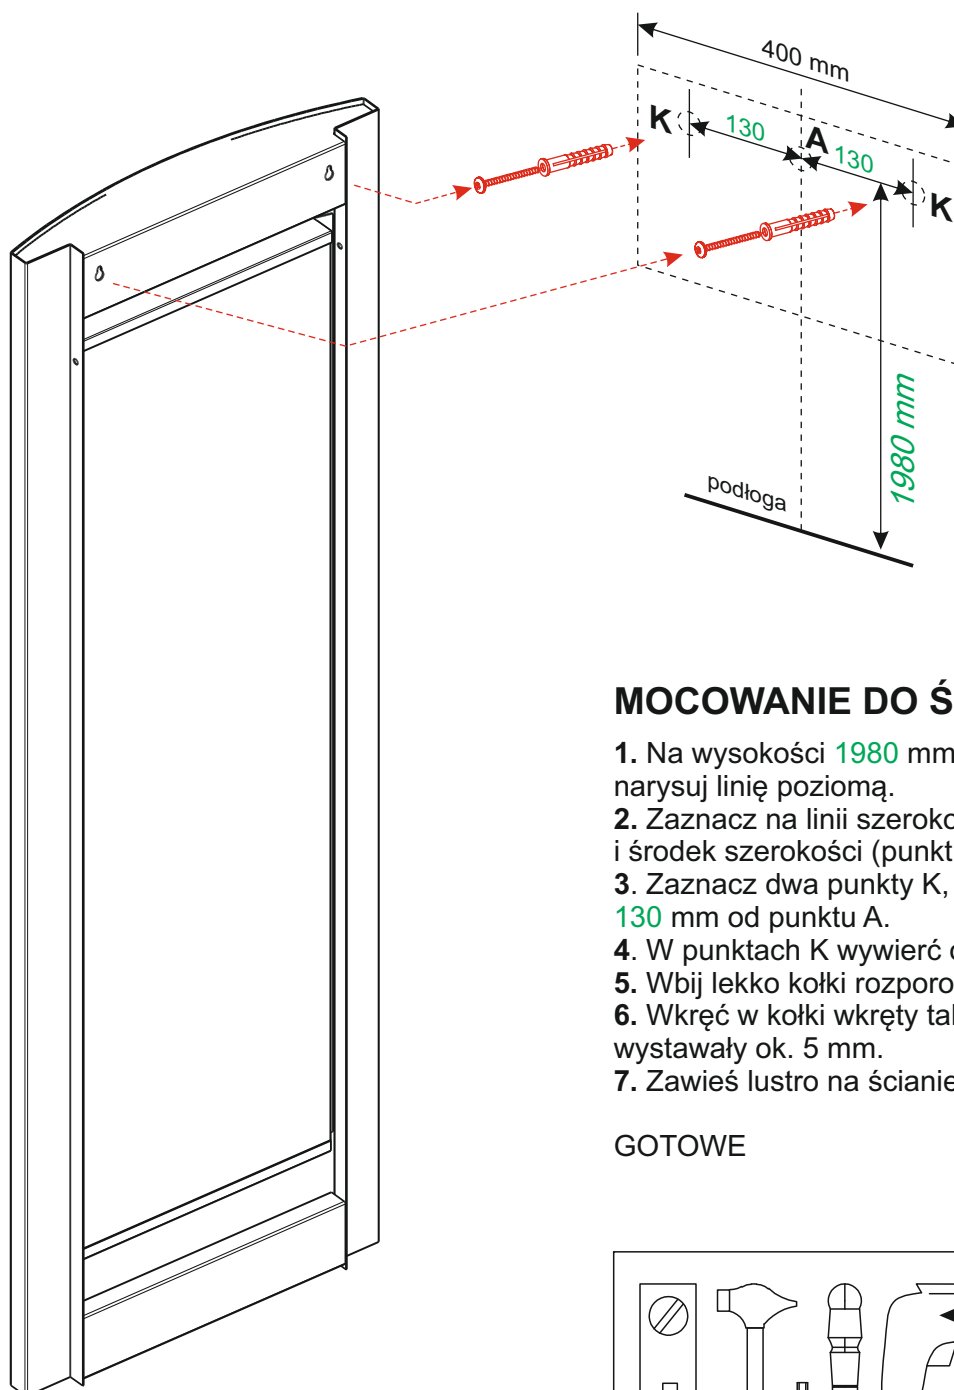 400 mm
K
130
A
130
K
1980 mm
podłoga
MOCOWANIE DO Ś
1. Na wysokości 1980 mm
narysuj linię poziomą.
2. Zaznacz na linii szeroko
i środek szerokości (punkt
3. Zaznacz dwa punkty K,
130 mm od punktu A.
4. W punktach K wywierć
5. Wbij lekko kołki rozporo
6. Wkręć w kołki wkręty
wystawały ok. 5 mm.
7. Zawieś lustro na ścianie
GOTOWE